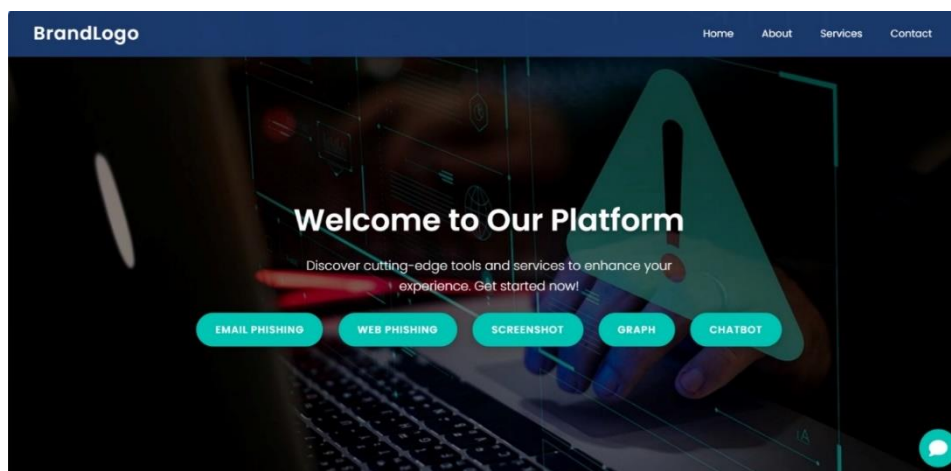 BrandLogo
Home About Services Contact
Welcome to Our Platform
Discover cutting-edge tools and services to enhance your
experience. Get started now!
EMAIL PHISHING WEB PHISHING SCREENSHOT GRAPH CHATBOT